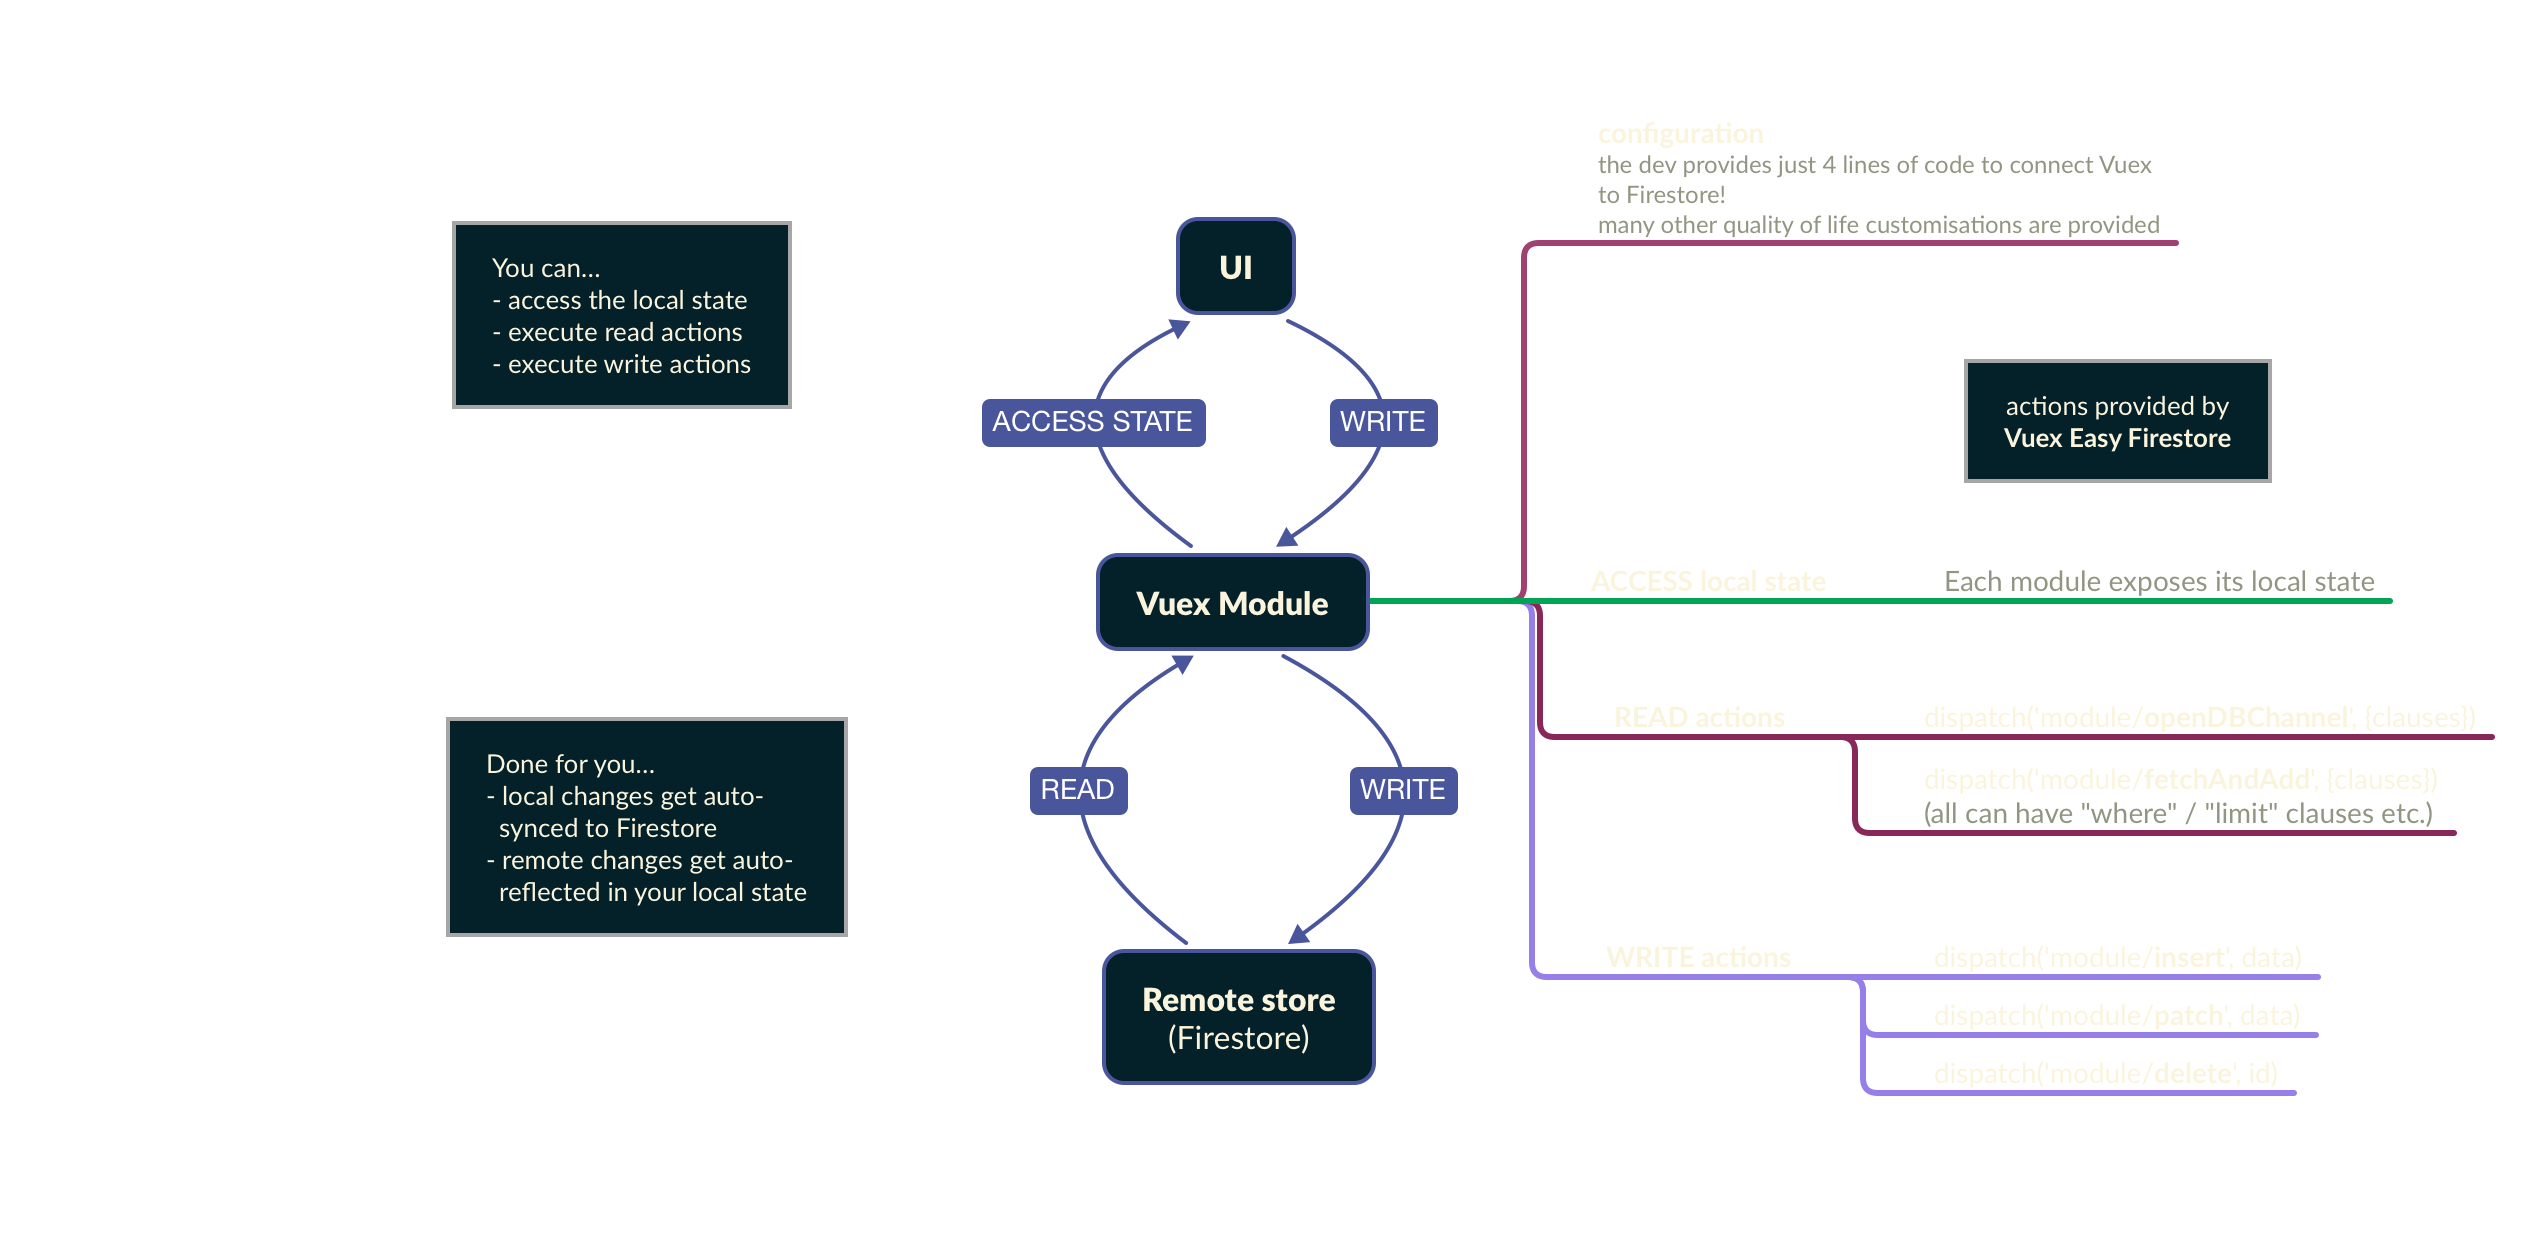 You can...
- access the local state
- execute read actions
- execute write actions
Done for you...
- local changes get auto-
synced to Firestore
- remote changes get auto-
reflected in your local state
UI
ACCESS STATE
WRITE
Vuex Module
READ
WRITE
Remote store
(Firestore)
configuration
the dev provides just 4 lines of code to connect Vuex
to Firestore!
many other quality of life customisations are provided
actions provided by
Vuex Easy Firestore
ACCESS local state
Each module exposes its local state
READ actions
dispatch('module/openDBChannel', {clauses})
dispatch('module/fetchAndAdd', {clauses})
(all can have "where" / "limit" clauses etc.)
WRITE actions
dispatch('module/insert', data)
dispatch('module/patch', data)
dispatch('module/delete', id)